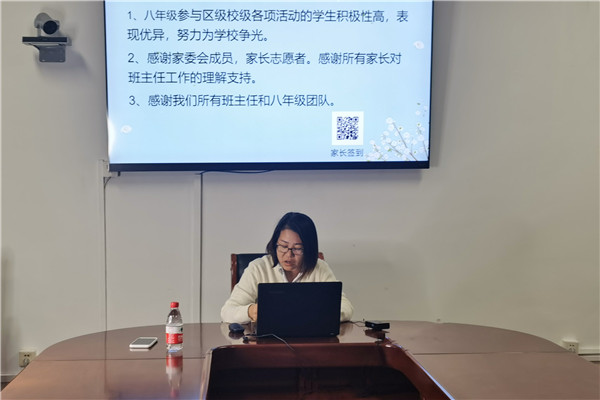 1、八年级参与区级校级各项活动的学生积极性高，表
现优异，努力为学校争光。
2、感谢家委会成员，家长志愿者。感谢所有家长对
班主任工作的理解支持。
3、感谢我们所有班主任和八年级团队。
家长签到